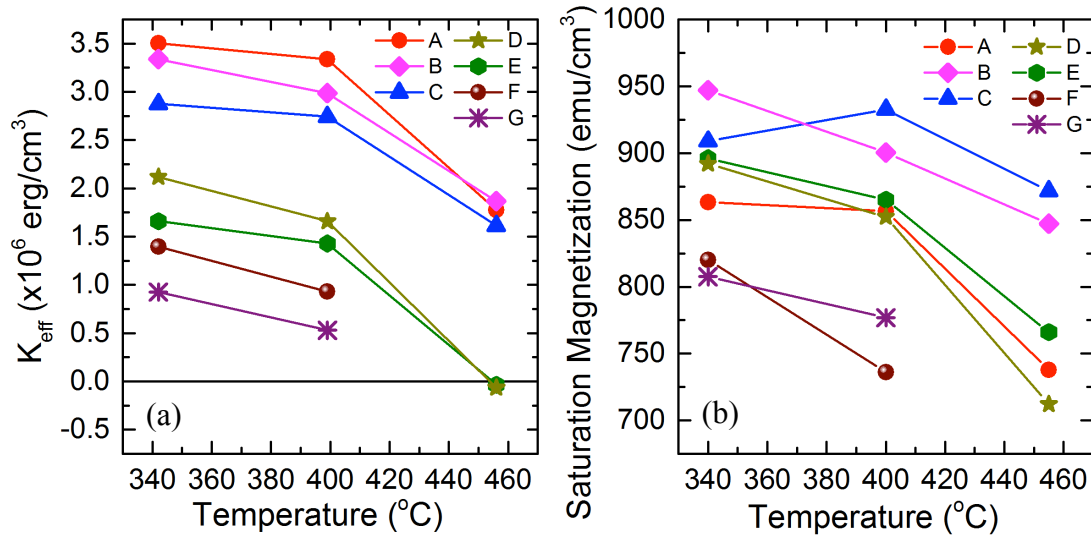 3.5
3.0
2.5
2.0
1.5
1.0
0.5
0.0
-0.5
K_eff (x10^6 erg/cm^3)
A
B
C
D
E
F
G
(a)
340 360 380 400 420 440 460
Temperature (°C)
1000
950
900
850
800
750
700
Saturation Magnetization (emu/cm^3)
A
B
C
D
E
F
G
(b)
340 360 380 400 420 440 460
Temperature (°C)